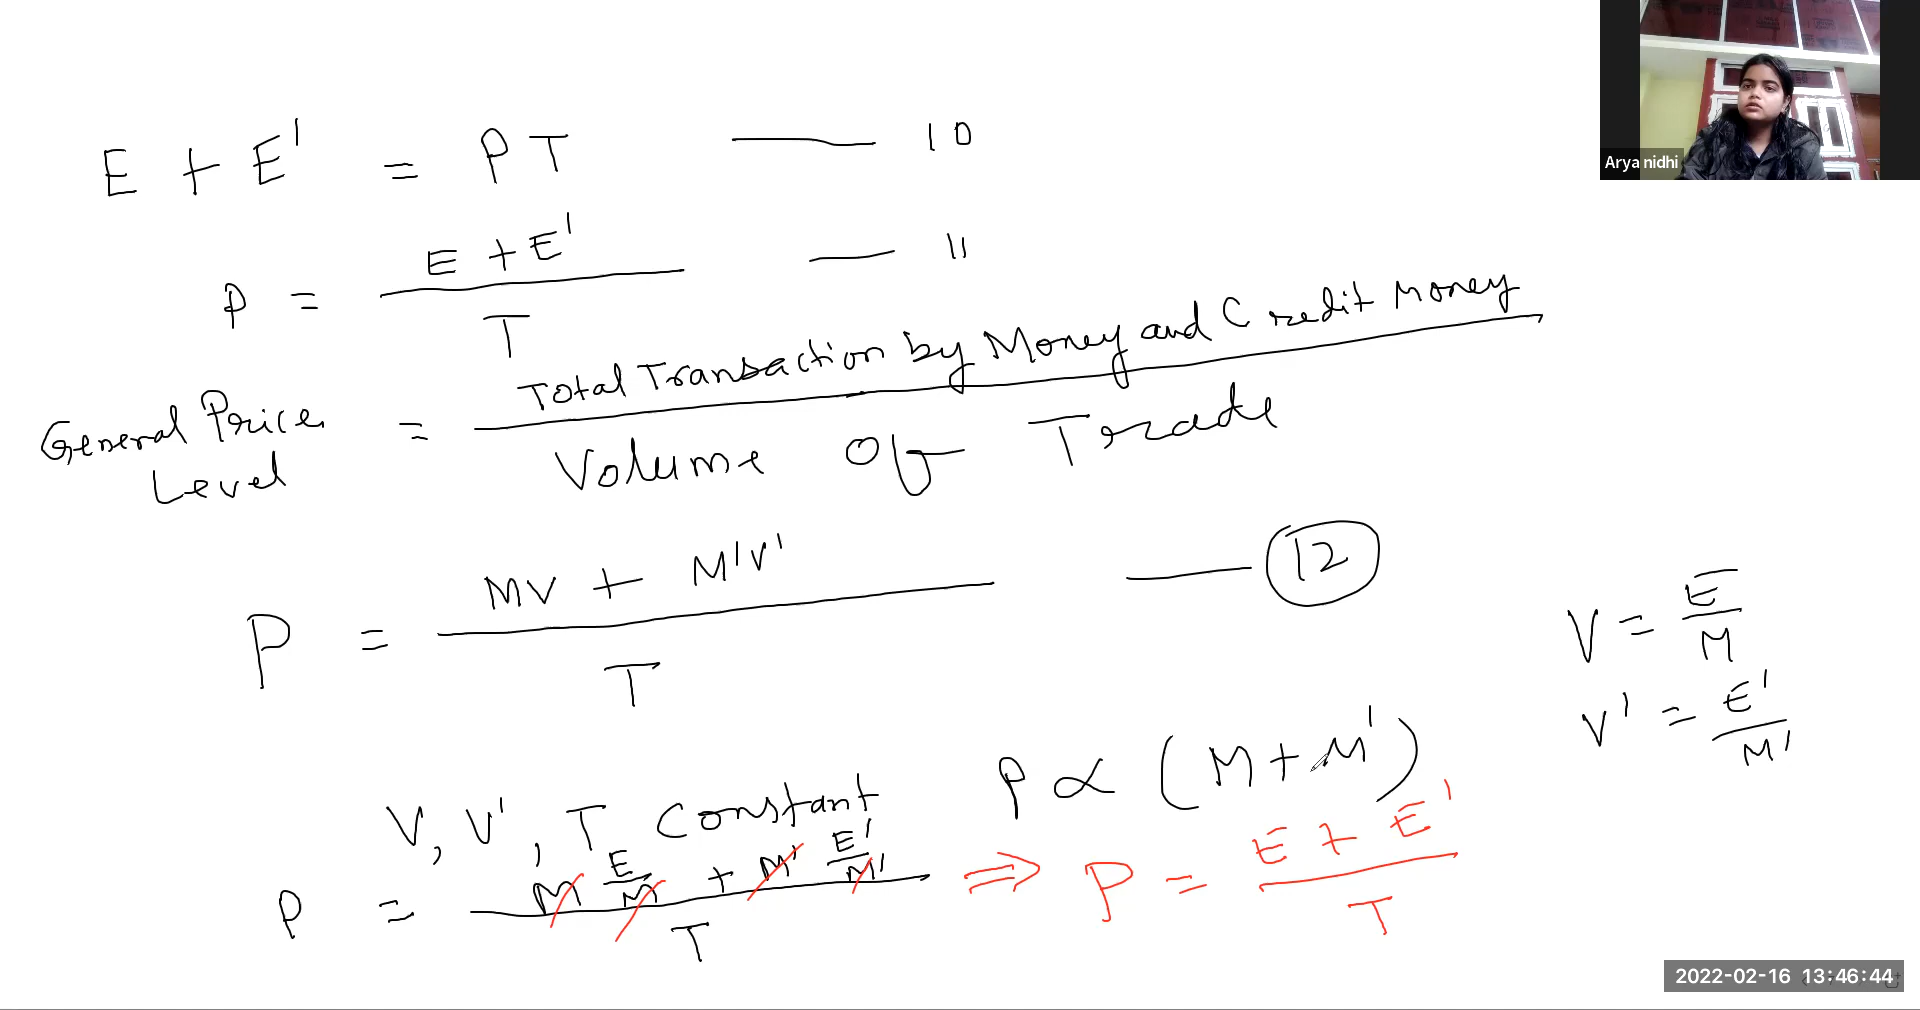 E + E' = PT —— 10
P = E + E' / T —— 11
General Price Level = Total Transaction by Money and Credit Money / Volume of Trade
P = MV + M'V' / T —— 12
V = E / M
V' = E' / M'
V, V', T Constant
P ∝ (M + M')
P = M E/M + M' E'/M' / T ⇒ P = E + E' / T
Arya nidhi
2022-02-16 13:46:44